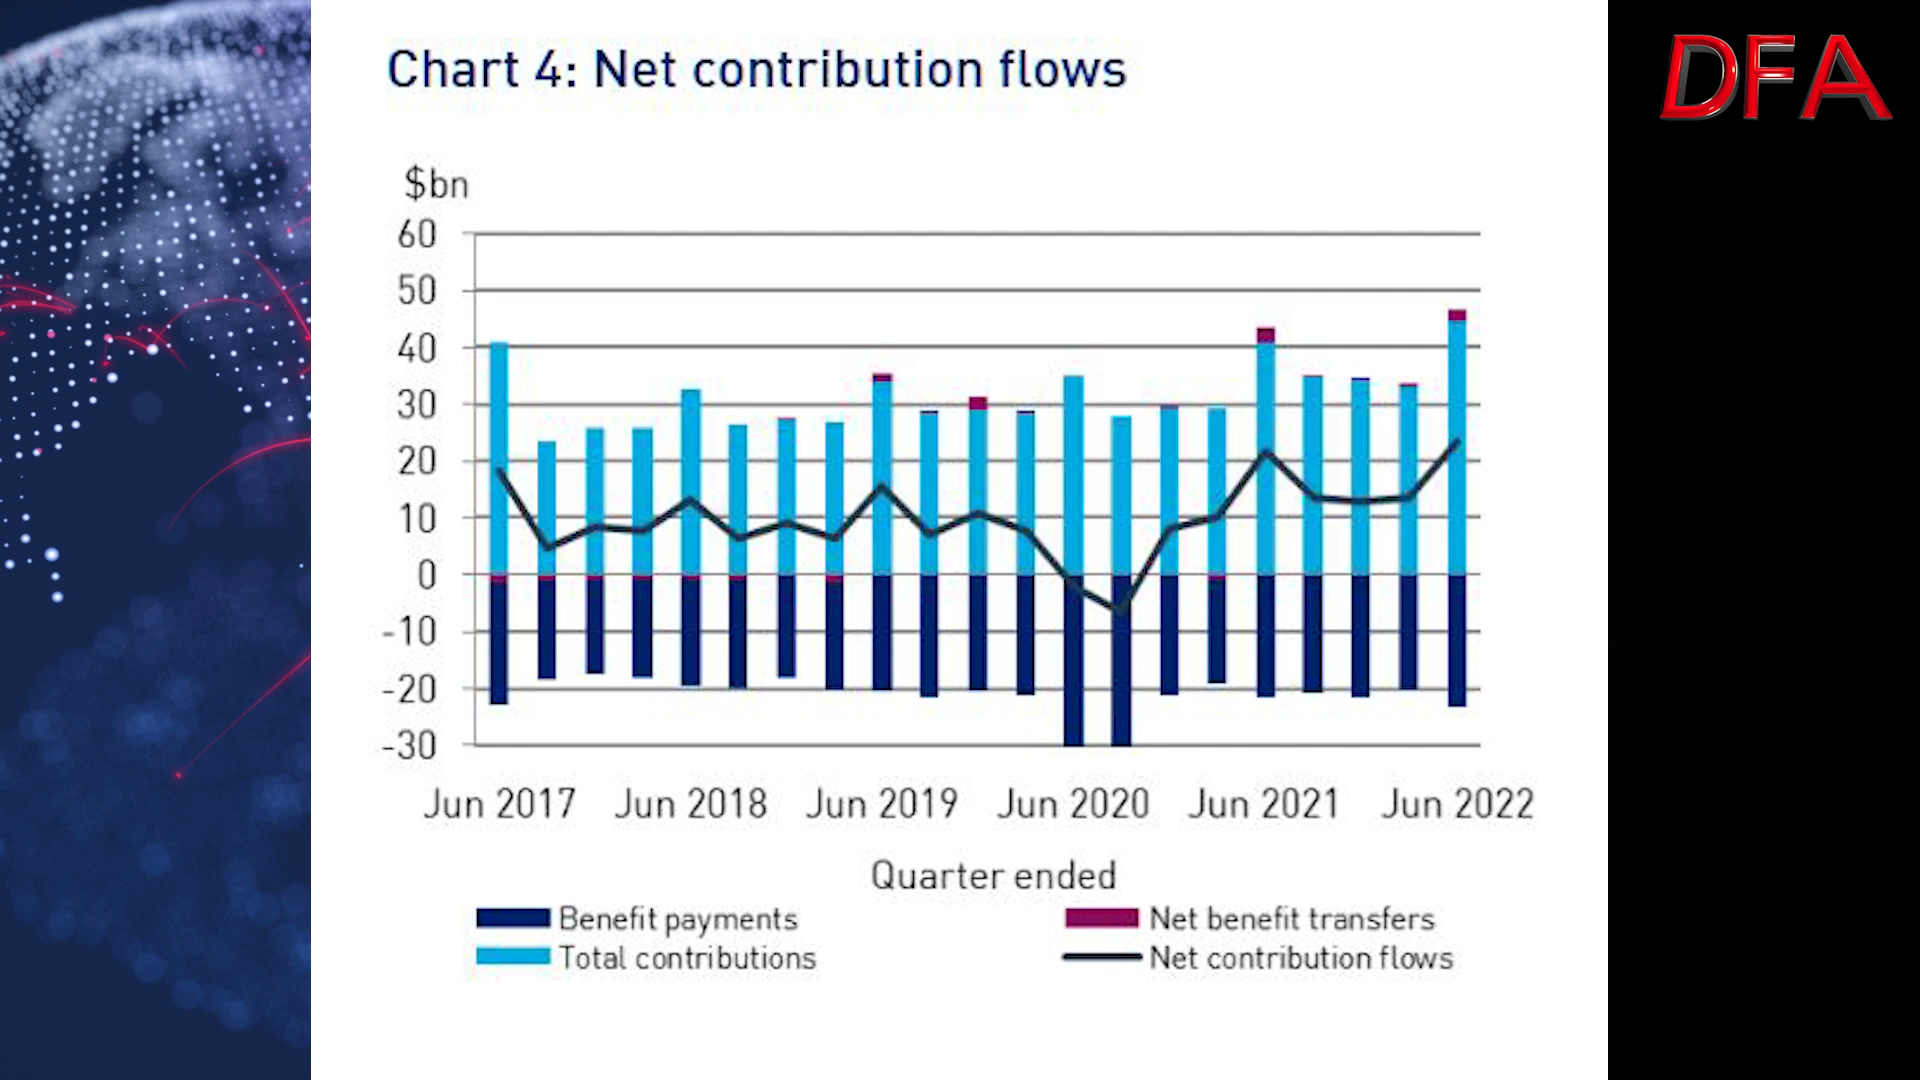 DFA
Chart 4: Net contribution flows
$bn
60
50
40
30
20
10
0
-10
-20
-30
Jun 2017 Jun 2018 Jun 2019 Jun 2020 Jun 2021 Jun 2022
Quarter ended
Benefit payments Net benefit transfers
Total contributions Net contribution flows